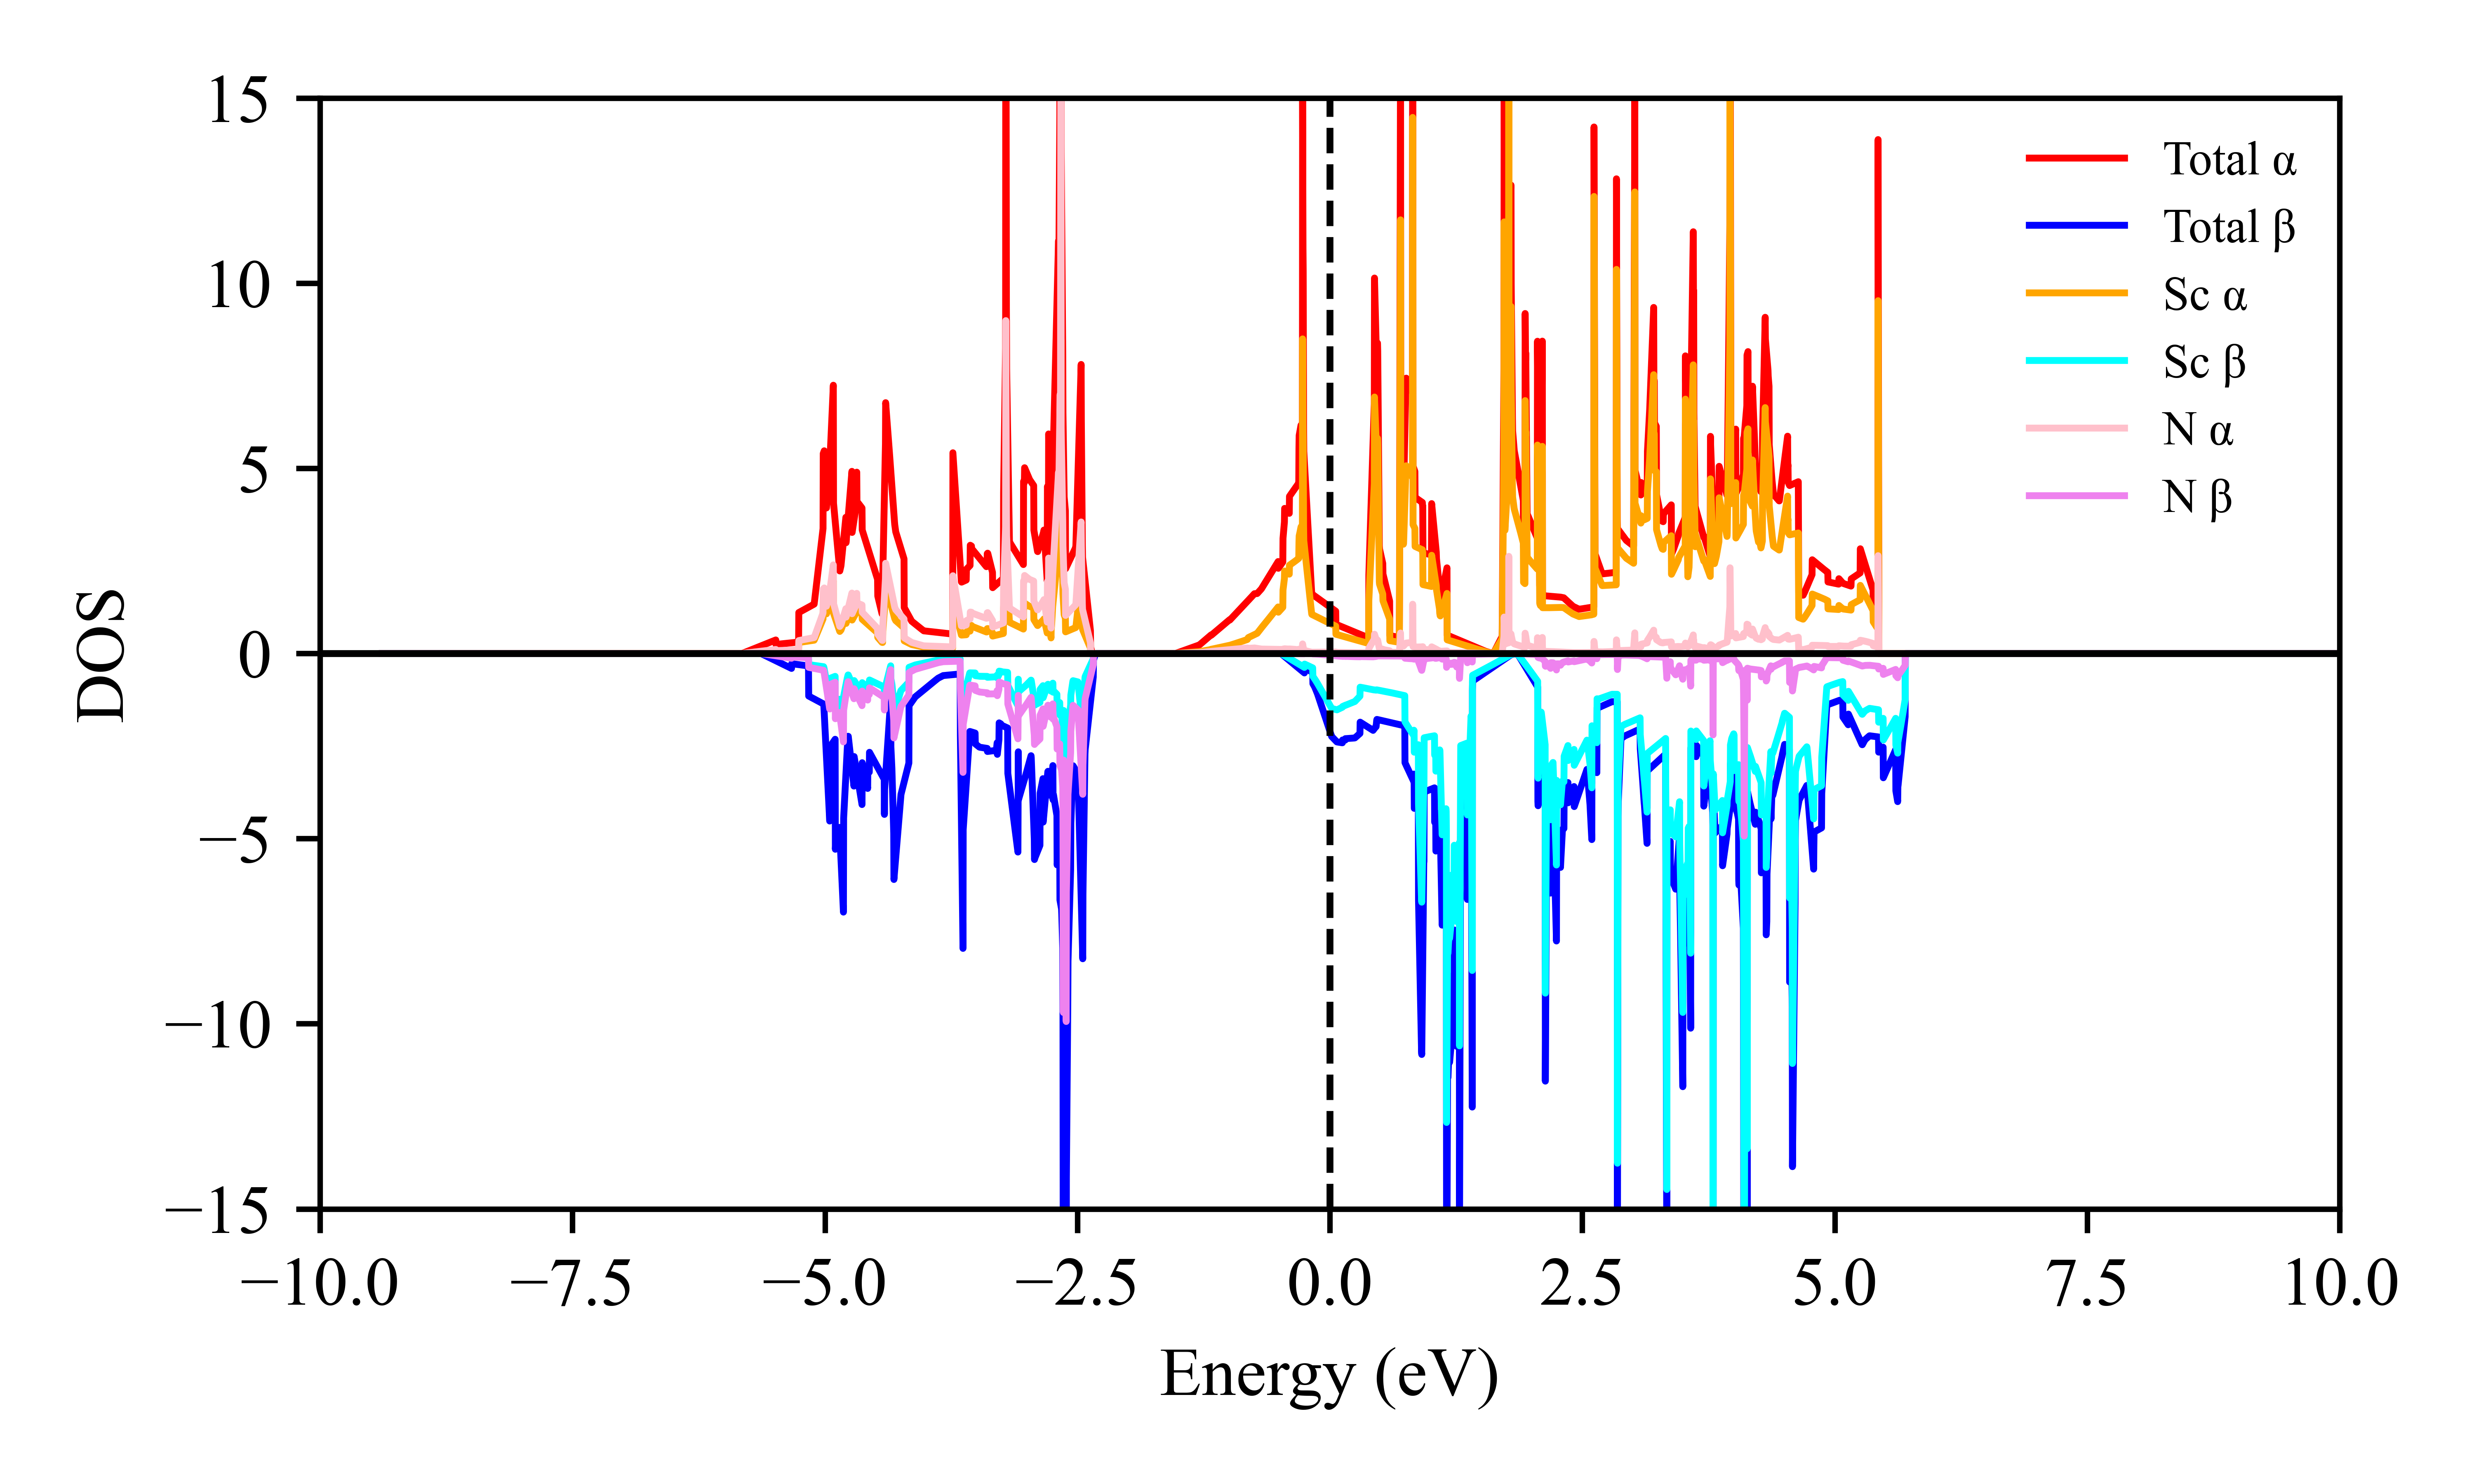 15
10
5
0
−5
−10
−15
DOS
−10.0 −7.5 −5.0 −2.5 0.0 2.5 5.0 7.5 10.0
Energy (eV)
Total α
Total β
Sc α
Sc β
N α
N β